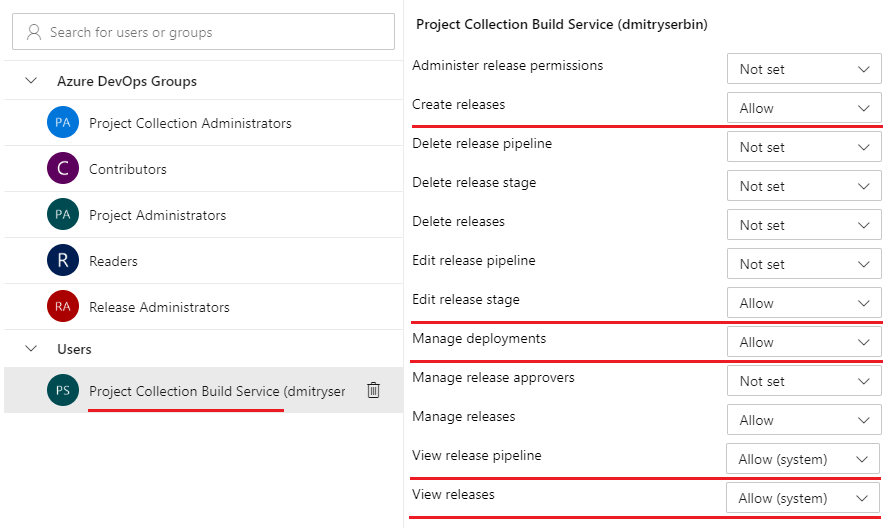 Search for users or groups
Azure DevOps Groups
PA Project Collection Administrators
C Contributors
PA Project Administrators
R Readers
RA Release Administrators
Users
PS Project Collection Build Service (dmitryser
Project Collection Build Service (dmitryserbin)
Administer release permissions Not set
Create releases Allow
Delete release pipeline Not set
Delete release stage Not set
Delete releases Not set
Edit release pipeline Not set
Edit release stage Allow
Manage deployments Allow
Manage release approvers Not set
Manage releases Allow
View release pipeline Allow (system)
View releases Allow (system)